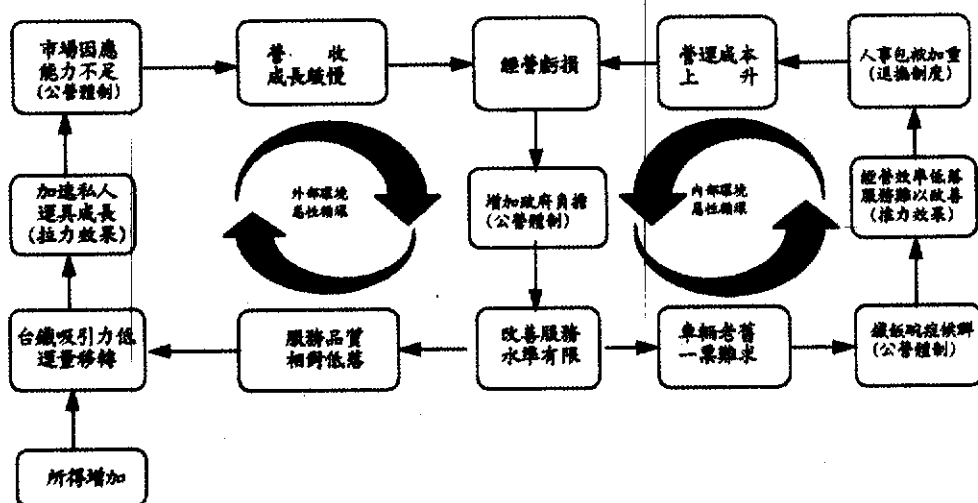 市場因應
能力不足
(公營體制)
營 收
成長緩慢
經營虧損
營運成本
上 升
人事包袱加重
(退撫制度)
加速私人
運具成長
(拉力效果)
外部環境
惡性循環
增加政府負擔
(公營體制)
內部環境
惡性循環
經營效率低落
服務難以改善
(推力效果)
台鐵吸引力低
運量移轉
服務品質
相對低落
改善服務
水準有限
車輛老舊
一票難求
鐵飯碗症候群
(公營體制)
所得增加